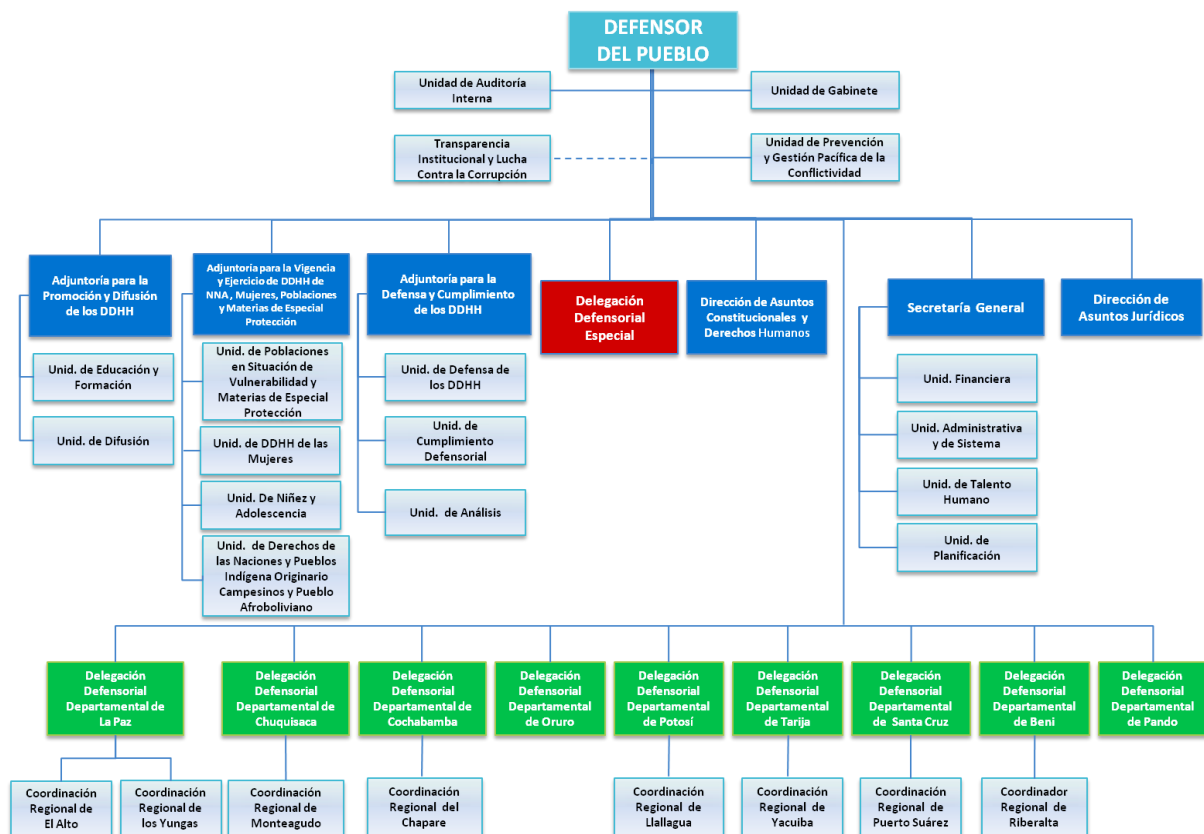 DEFENSOR
DEL PUEBLO
Unidad de Auditoría
Interna
Unidad de Gabinete
Transparencia
Institucional y Lucha
Contra la Corrupción
Unidad de Prevención
y Gestión Pacífica de la
Conflictividad
Adjuntoría para la
Promoción y Difusión
de los DDHH
Adjuntoría para la Vigencia
y Ejercicio de DDHH de
NNA, Mujeres, Poblaciones
y Materias de Especial
Protección
Adjuntoría para la
Defensa y Cumplimiento
de los DDHH
Delegación
Defensorial
Especial
Dirección de Asuntos
Constitucionales y
Derechos Humanos
Secretaría General
Dirección de
Asuntos Jurídicos
Unid. de Educación y
Formación
Unid. de Difusión
Unid. de Poblaciones
en Situación de
Vulnerabilidad y
Materias de Especial
Protección
Unid. de DDHH de las
Mujeres
Unid. De Niñez y
Adolescencia
Unid. de Derechos de
las Naciones y Pueblos
Indígena Originario
Campesinos y Pueblo
Afroboliviano
Unid. de Defensa de
los DDHH
Unid. de
Cumplimiento
Defensorial
Unid. de Análisis
Unid. Financiera
Unid. Administrativa
y de Sistema
Unid. de Talento
Humano
Unid. de
Planificación
Delegación
Defensorial
Departamental de
La Paz
Delegación
Defensorial
Departamental
de Chuquisaca
Delegación
Defensorial
Departamental
de Cochabamba
Delegación
Defensorial
Departamental
de Oruro
Delegación
Defensorial
Departamental
de Potosí
Delegación
Defensorial
Departamental
de Tarija
Delegación
Defensorial
Departamental
de Santa Cruz
Delegación
Defensorial
Departamental
de Beni
Delegación
Defensorial
Departamental
de Pando
Coordinación
Regional de
El Alto
Coordinación
Regional de
los Yungas
Coordinación
Regional de
Monteagudo
Coordinación
Regional del
Chapare
Coordinación
Regional de
Llallagua
Coordinación
Regional de
Yacuiba
Coordinación
Regional de
Puerto Suárez
Coordinador
Regional de
Riberalta